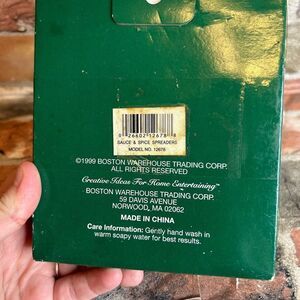 0 26602 12678 8
SAUCE & SPICE SPREADERS
MODEL NO. 12678
©1999 BOSTON WAREHOUSE TRADING CORP.
ALL RIGHTS RESERVED
Creative Ideas For Home Entertaining™
BOSTON WAREHOUSE TRADING CORP.
59 DAVIS AVENUE
NORWOOD, MA 02062
MADE IN CHINA
Care Information: Gently hand wash in
warm soapy water for best results.